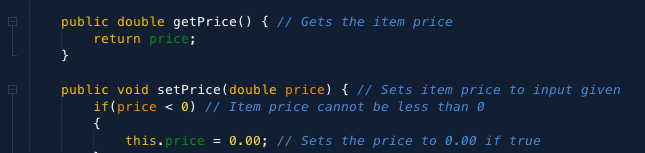 public double getPrice() { // Gets the item price
return price;
}
public void setPrice(double price) { // Sets item price to input given
if(price < 0) // Item price cannot be less than 0
{
this.price = 0.00; // Sets the price to 0.00 if true